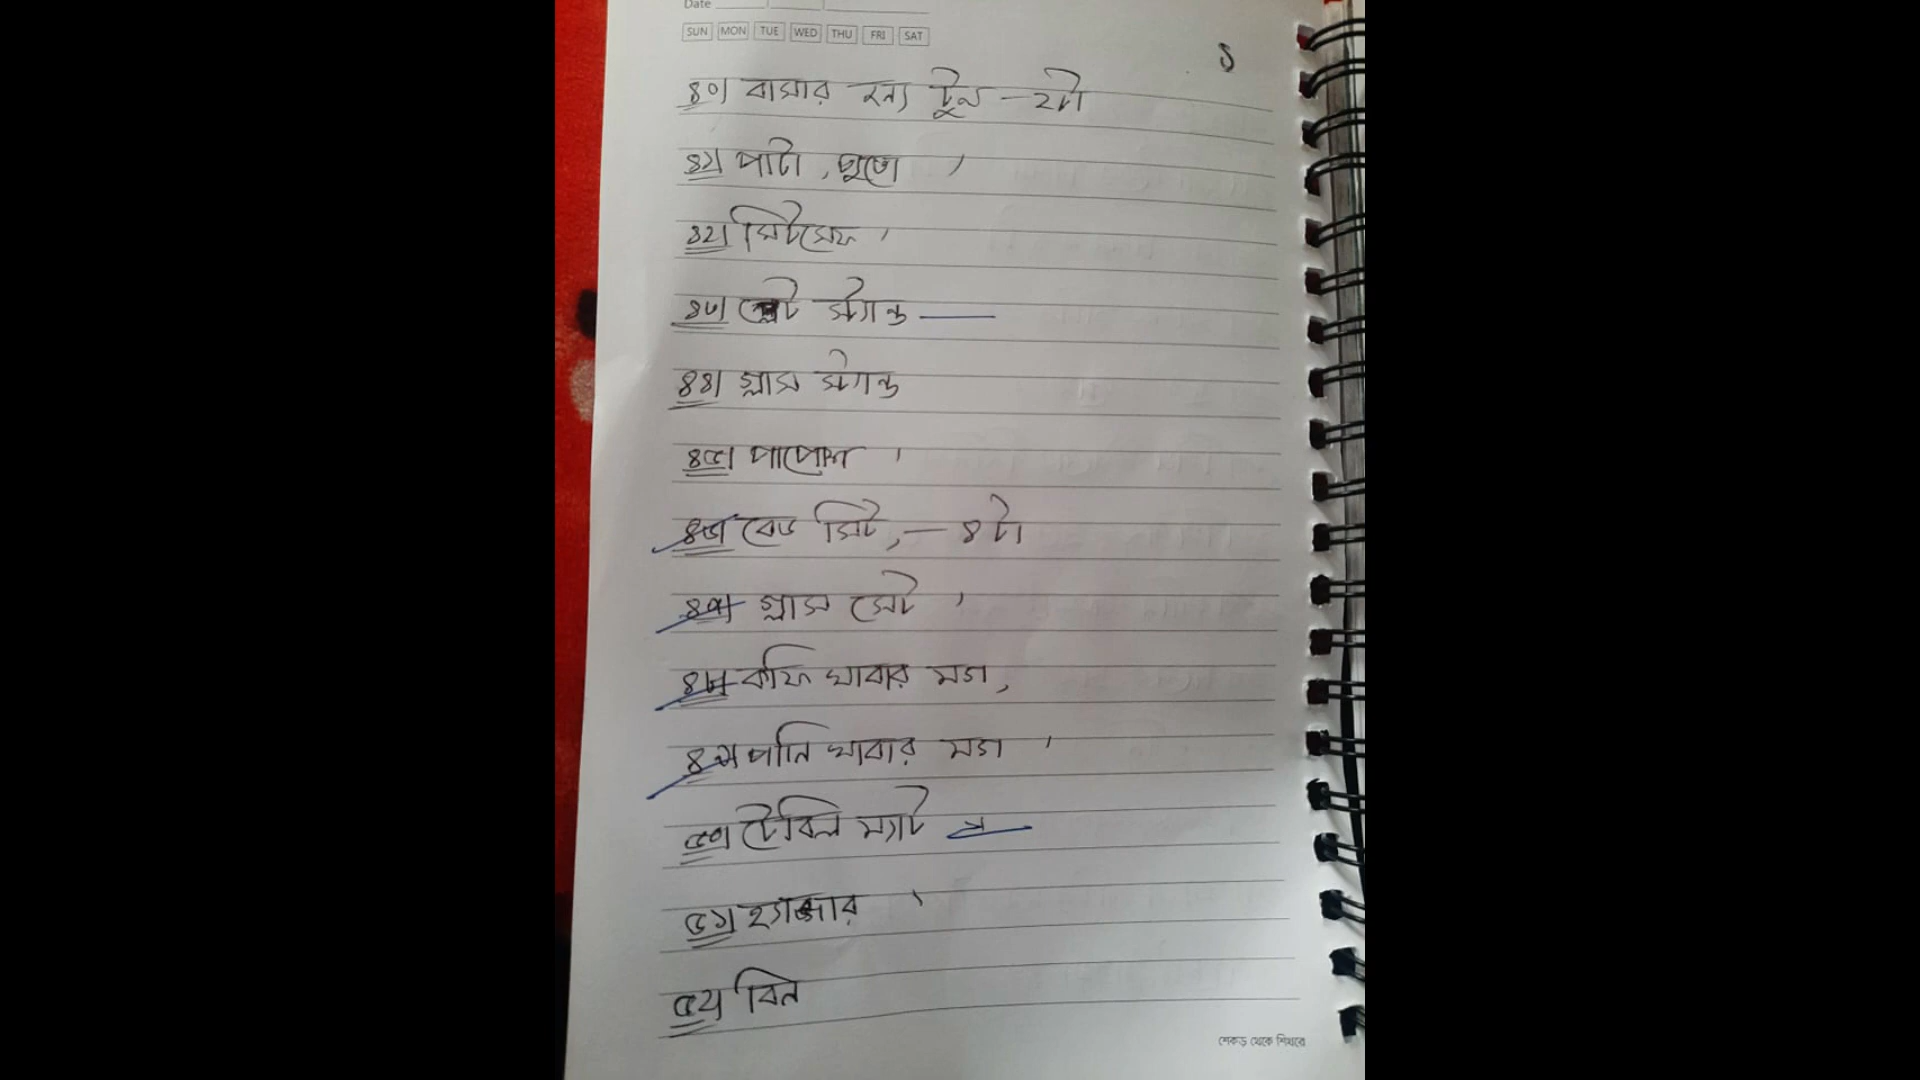 Date
SUN MON TUE WED THU FRI SAT
১
৪০। বসার জন্য টুল – ২টা
৪১। পাটা, পুতো ,
৪২। মিটসেফ ,
৪৩। প্লেট স্ট্যান্ড —
৪৪। গ্লাস স্ট্যান্ড
৪৫। পাপোশ ,
৪৬। বেড সিট, – ৪টা
৪৭। গ্লাস সেট ,
৪৮। কফি খাবার মগ,
৪৯। পানি খাবার মগ ,
৫০। টেবিল ম্যাট
৫১। হ্যাঙ্গার ,
৫২। বিন
শেকড় থেকে শিখরে